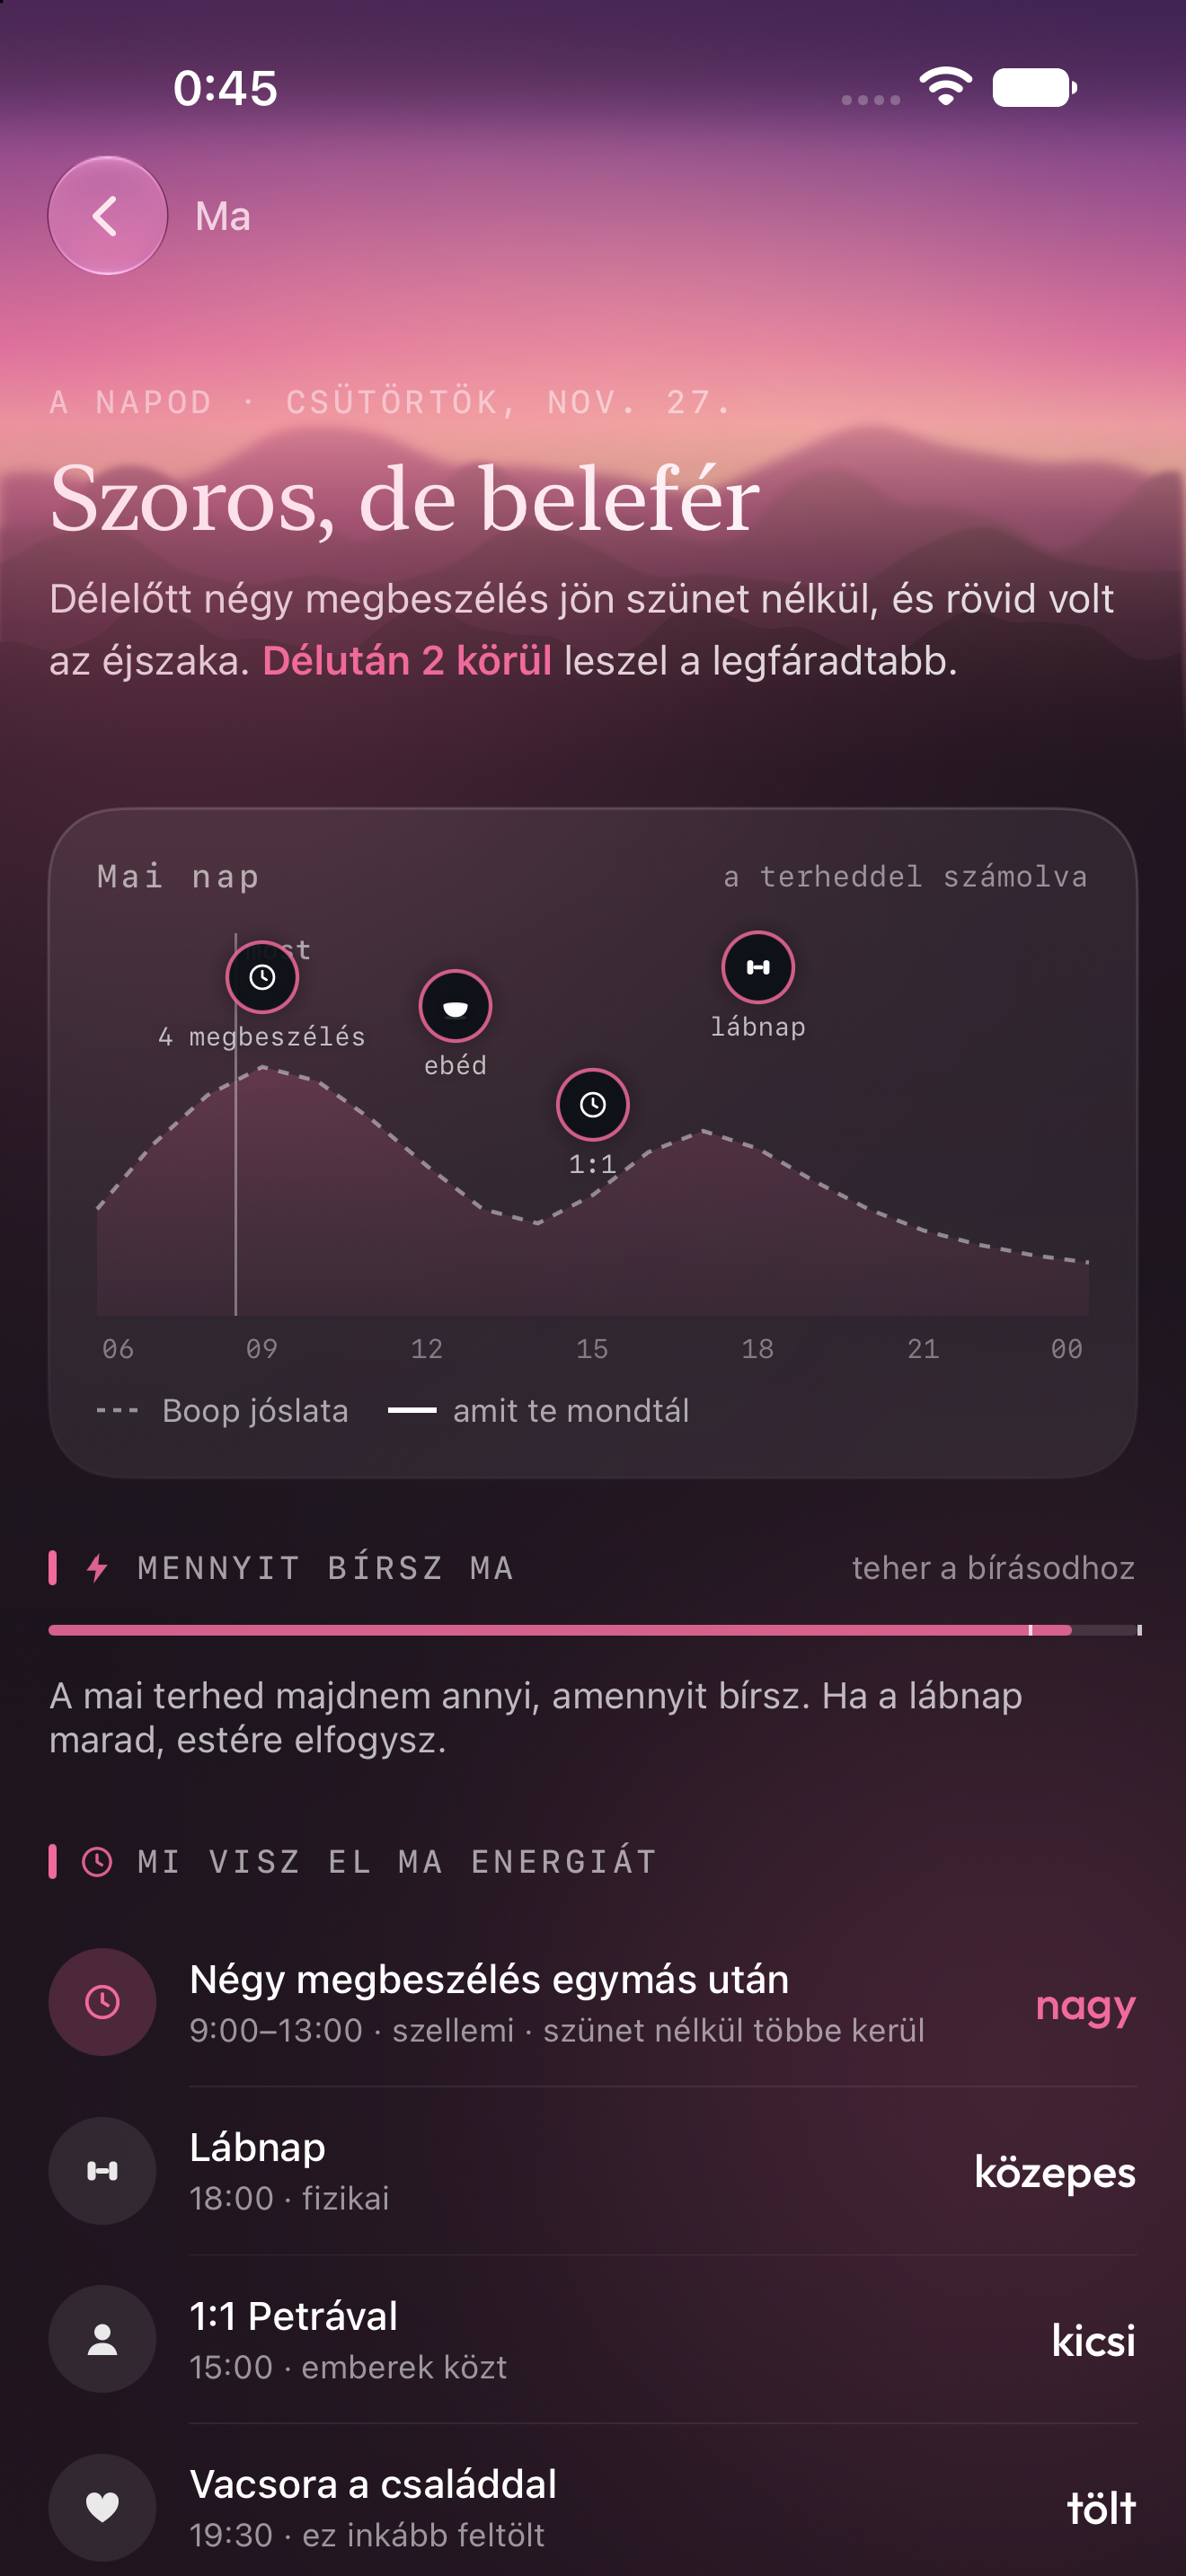 0:45
Ma
A NAPOD · CSÜTÖRTÖK, NOV. 27.
Szoros, de belefér
Délelőtt négy megbeszélés jön szünet nélkül, és rövid volt
az éjszaka. Délután 2 körül leszel a legfáradtabb.
Mai nap
a terheddel számolva
most
4 megbeszélés
ebéd
1:1
lábnap
06 09 12 15 18 21 00
Boop jóslata
amit te mondtál
MENNYIT BÍRSZ MA
teher a bírásodhoz
A mai terhed majdnem annyi, amennyit bírsz. Ha a lábnap
marad, estére elfogysz.
MI VISZ EL MA ENERGIÁT
Négy megbeszélés egymás után
9:00–13:00 · szellemi · szünet nélkül többe kerül
nagy
Lábnap
18:00 · fizikai
közepes
1:1 Petrával
15:00 · emberek közt
kicsi
Vacsora a családdal
19:30 · ez inkább feltölt
tölt